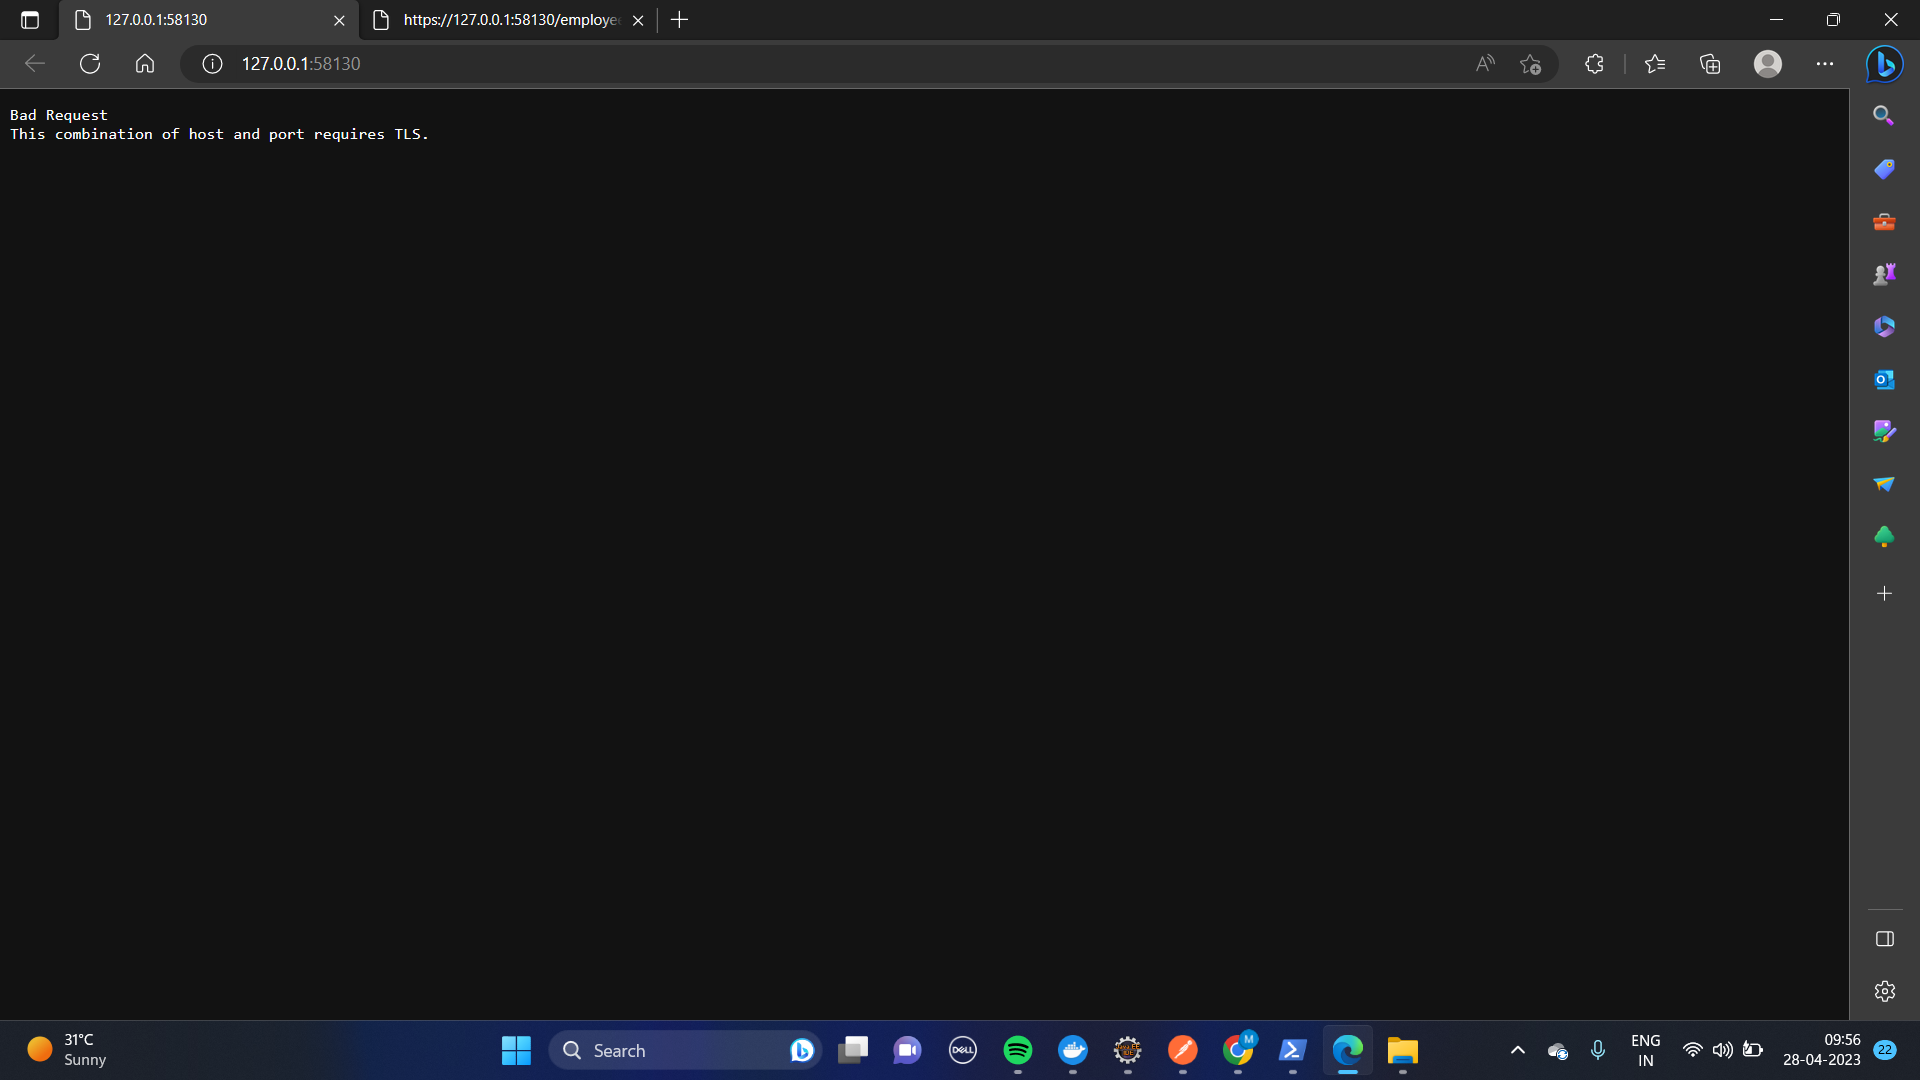 127.0.0.1:58130
https://127.0.0.1:58130/employe
127.0.0.1:58130
Bad Request
This combination of host and port requires TLS.
31°C
Sunny
Search
DELL
M
ENG
IN
09:56
28-04-2023
22